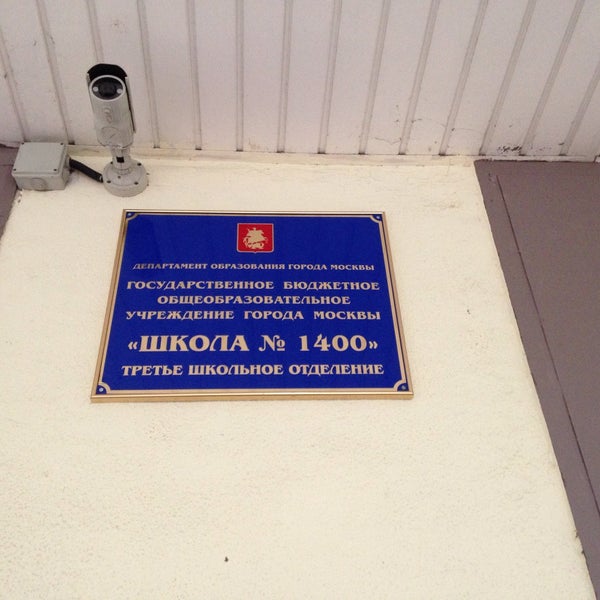 ДЕПАРТАМЕНТ ОБРАЗОВАНИЯ ГОРОДА МОСКВЫ
ГОСУДАРСТВЕННОЕ БЮДЖЕТНОЕ
ОБЩЕОБРАЗОВАТЕЛЬНОЕ
УЧРЕЖДЕНИЕ ГОРОДА МОСКВЫ
«ШКОЛА № 1400»
ТРЕТЬЕ ШКОЛЬНОЕ ОТДЕЛЕНИЕ